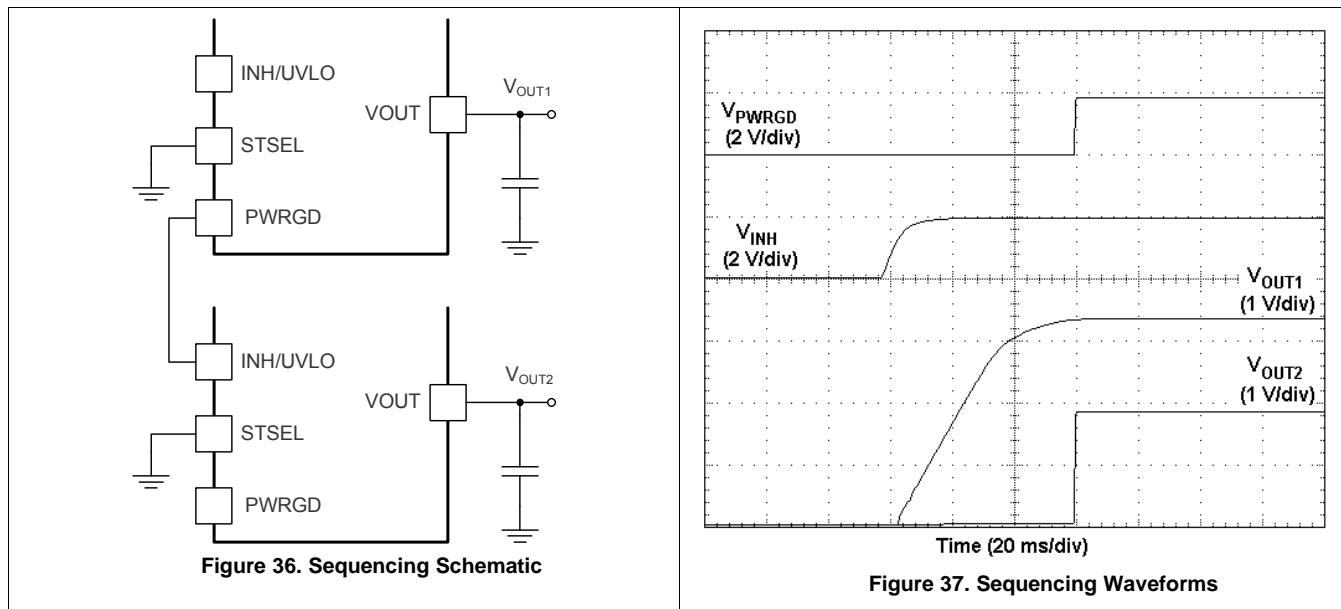 INH/UVLO
VOUT
VOUT1
STSEL
PWRGD
INH/UVLO
VOUT
VOUT2
STSEL
PWRGD
Figure 36. Sequencing Schematic
VPWRGD
(2 V/div)
VINH
(2 V/div)
VOUT1
(1 V/div)
VOUT2
(1 V/div)
Time (20 ms/div)
Figure 37. Sequencing Waveforms